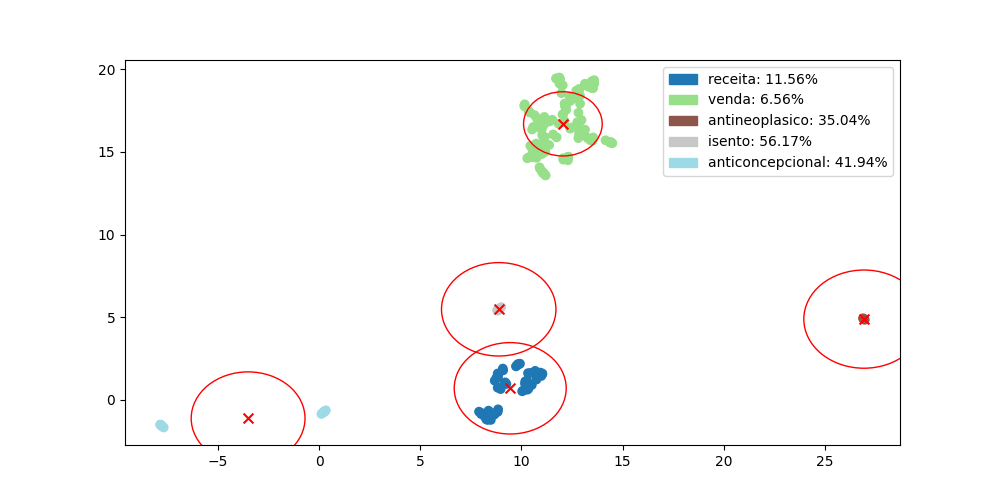 20
15
10
5
0
receita: 11.56%
venda: 6.56%
antineoplasico: 35.04%
isento: 56.17%
anticoncepcional: 41.94%
−5
0
5
10
15
20
25